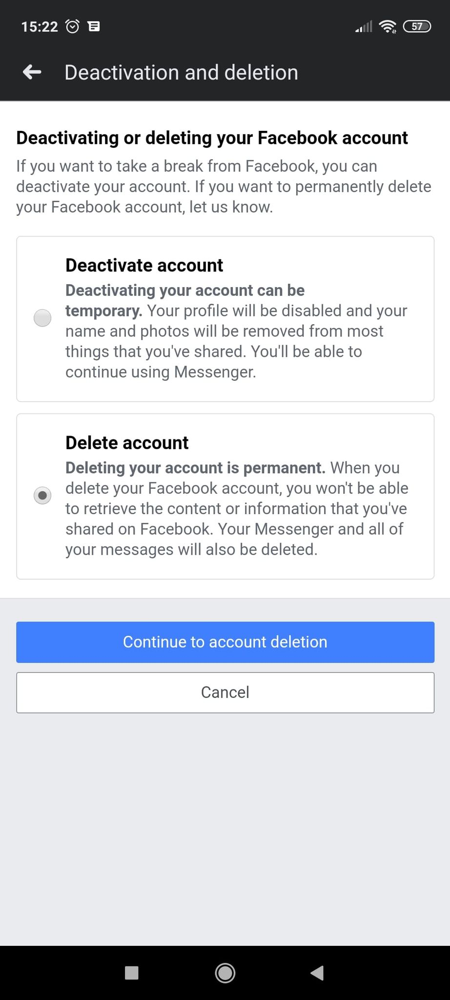 15:22
57
Deactivation and deletion
Deactivating or deleting your Facebook account
If you want to take a break from Facebook, you can
deactivate your account. If you want to permanently delete
your Facebook account, let us know.
Deactivate account
Deactivating your account can be
temporary. Your profile will be disabled and your
name and photos will be removed from most
things that you've shared. You'll be able to
continue using Messenger.
Delete account
Deleting your account is permanent. When you
delete your Facebook account, you won't be able
to retrieve the content or information that you've
shared on Facebook. Your Messenger and all of
your messages will also be deleted.
Continue to account deletion
Cancel